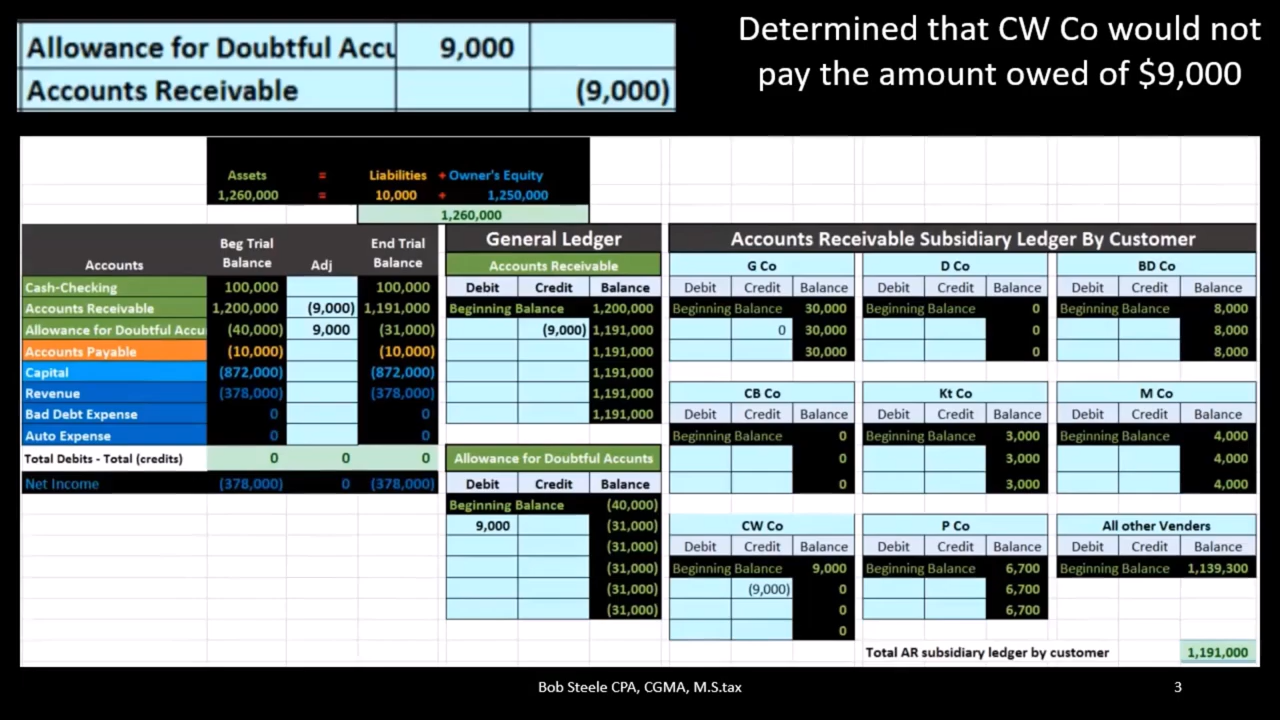 Allowance for Doubtful Accu 9,000
Accounts Receivable (9,000)
Determined that CW Co would not
pay the amount owed of $9,000
Assets = Liabilities + Owner's Equity
1,260,000 = 10,000 + 1,250,000
1,260,000
Accounts Beg Trial Balance Adj End Trial Balance
Cash-Checking 100,000 100,000
Accounts Receivable 1,200,000 (9,000) 1,191,000
Allowance for Doubtful Accu (40,000) 9,000 (31,000)
Accounts Payable (10,000) (10,000)
Capital (872,000) (872,000)
Revenue (378,000) (378,000)
Bad Debt Expense 0 0
Auto Expense 0 0
Total Debits - Total (credits) 0 0 0
Net Income (378,000) 0 (378,000)
General Ledger
Accounts Receivable
Debit Credit Balance
Beginning Balance 1,200,000
(9,000) 1,191,000
1,191,000
1,191,000
1,191,000
1,191,000
Allowance for Doubtful Accunts
Debit Credit Balance
Beginning Balance (40,000)
9,000 (31,000)
(31,000)
(31,000)
(31,000)
(31,000)
Accounts Receivable Subsidiary Ledger By Customer
G Co
Debit Credit Balance
Beginning Balance 30,000
0 30,000
30,000
D Co
Debit Credit Balance
Beginning Balance 0
0
0
BD Co
Debit Credit Balance
Beginning Balance 8,000
8,000
8,000
CB Co
Debit Credit Balance
Beginning Balance 0
0
0
Kt Co
Debit Credit Balance
Beginning Balance 3,000
3,000
3,000
M Co
Debit Credit Balance
Beginning Balance 4,000
4,000
4,000
CW Co
Debit Credit Balance
Beginning Balance 9,000
(9,000) 0
0
0
P Co
Debit Credit Balance
Beginning Balance 6,700
6,700
6,700
All other Venders
Debit Credit Balance
Beginning Balance 1,139,300
Total AR subsidiary ledger by customer 1,191,000
Bob Steele CPA, CGMA, M.S.tax 3